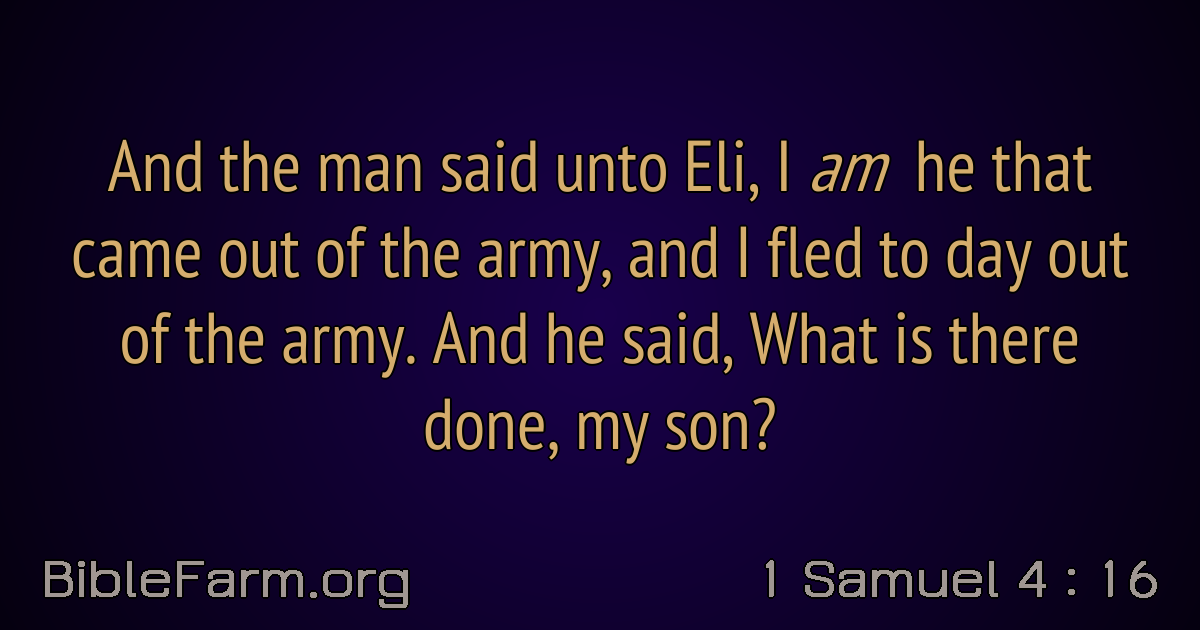 And the man said unto Eli, I am he that
came out of the army, and I fled to day out
of the army. And he said, What is there
done, my son?
BibleFarm.org
1 Samuel 4 : 16